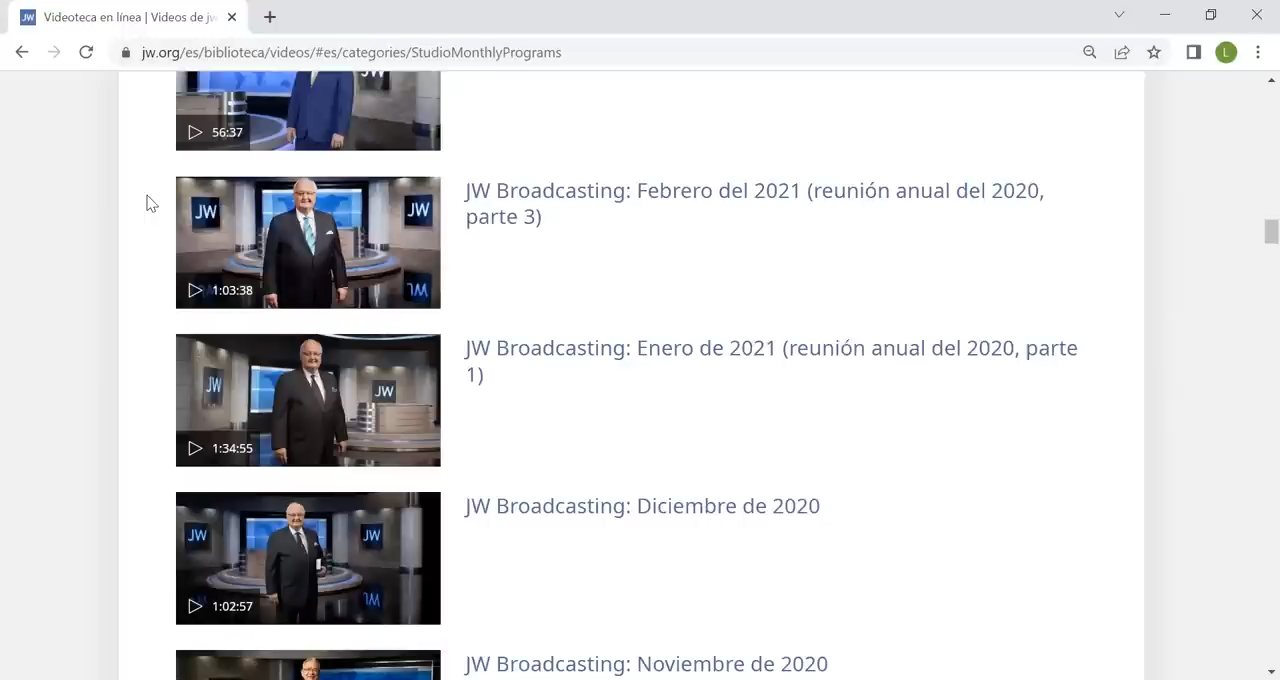 JW Videoteca en línea | Videos de jw
jw.org/es/biblioteca/videos/#es/categories/StudioMonthlyPrograms
L
56:37
JW Broadcasting: Febrero del 2021 (reunión anual del 2020,
parte 3)
JW
JW
1:03:38
JW Broadcasting: Enero de 2021 (reunión anual del 2020, parte
1)
JW
JW
1:34:55
JW Broadcasting: Diciembre de 2020
JW
JW
1:02:57
JW Broadcasting: Noviembre de 2020